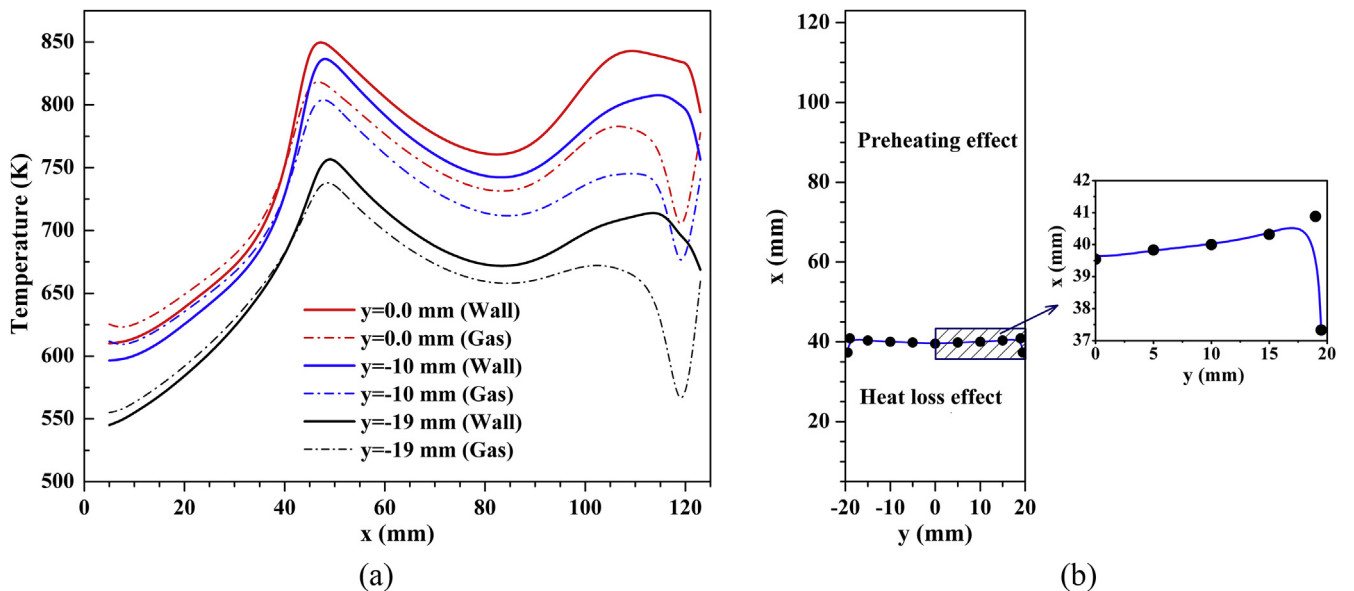 850
800
750
700
650
600
550
500
Temperature (K)
0 20 40 60 80 100 120
x (mm)
y=0.0 mm (Wall)
y=0.0 mm (Gas)
y=-10 mm (Wall)
y=-10 mm (Gas)
y=-19 mm (Wall)
y=-19 mm (Gas)
(a)
120
100
80
60
40
20
x (mm)
-20 -10 0 10 20
y (mm)
Preheating effect
Heat loss effect
42
41
40
39
38
37
x (mm)
0 5 10 15 20
y (mm)
(b)